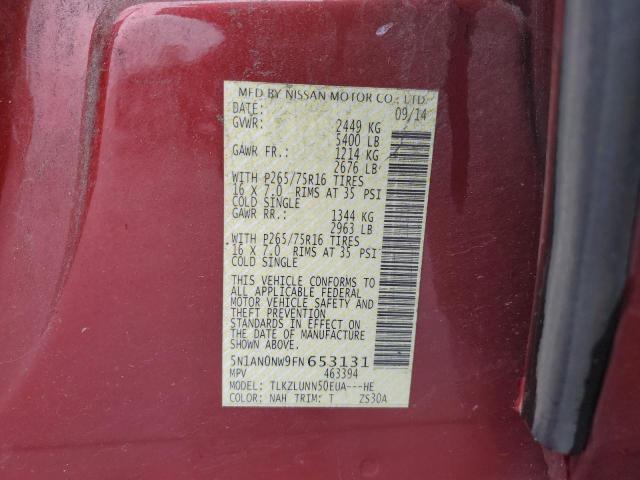 MFD BY NISSAN MOTOR CO., LTD.
DATE: 09/14
GVWR: 2449 KG
5400 LB
GAWR FR.: 1214 KG
2676 LB
WITH P265/75R16 TIRES
16 X 7.0 RIMS AT 35 PSI
COLD SINGLE
GAWR RR.: 1344 KG
2963 LB
WITH P265/75R16 TIRES
16 X 7.0 RIMS AT 35 PSI
COLD SINGLE
THIS VEHICLE CONFORMS TO
ALL APPLICABLE FEDERAL
MOTOR VEHICLE SAFETY AND
AND THEFT PREVENTION
STANDARDS IN EFFECT ON
THE DATE OF MANUFACTURE
SHOWN ABOVE.
5N1AN0NW9FN653131
MPV 463394
MODEL: TLKZLUNN50EUA---HE
COLOR: NAH TRIM: T ZS30A